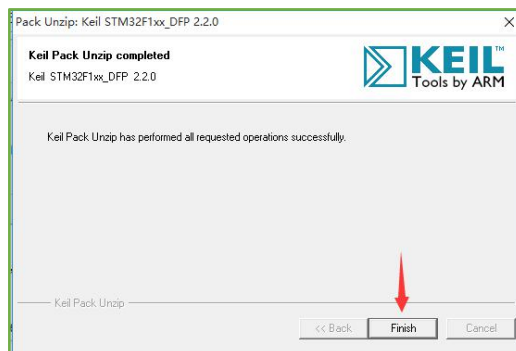 Pack Unzip: Keil STM32F1xx_DFP 2.2.0
Keil Pack Unzip completed
Keil STM32F1xx_DFP 2.2.0
KEIL™
Tools by ARM
Keil Pack Unzip has performed all requested operations successfully.
Keil Pack Unzip
<< Back Finish Cancel